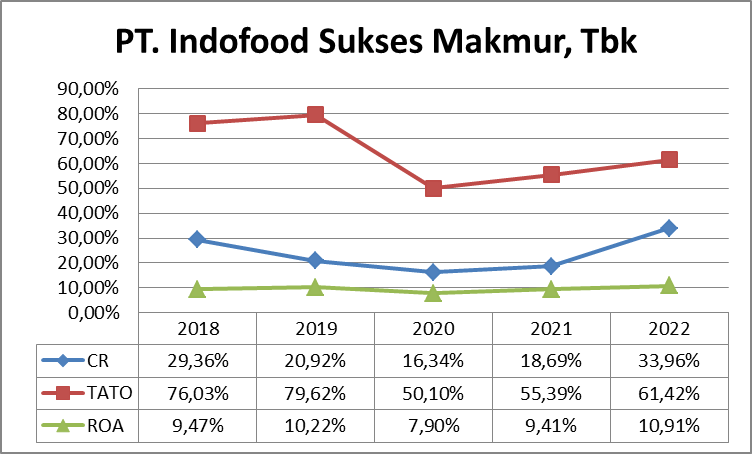 PT. Indofood Sukses Makmur, Tbk
90,00%
80,00%
70,00%
60,00%
50,00%
40,00%
30,00%
20,00%
10,00%
0,00%
2018 2019 2020 2021 2022
CR 29,36% 20,92% 16,34% 18,69% 33,96%
TATO 76,03% 79,62% 50,10% 55,39% 61,42%
ROA 9,47% 10,22% 7,90% 9,41% 10,91%